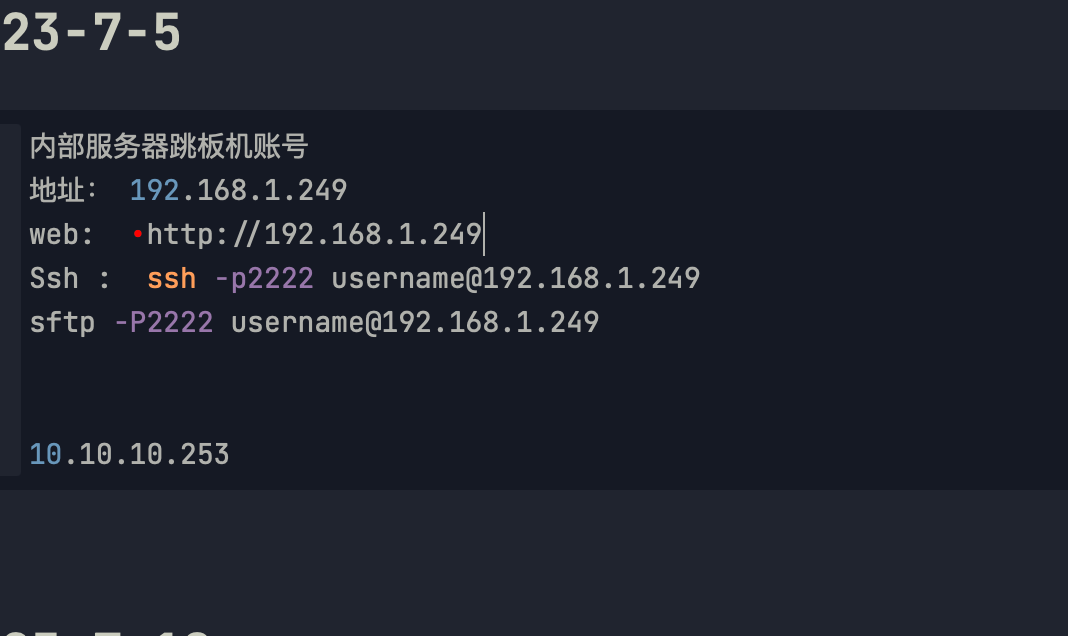 23-7-5
内部服务器跳板机账号
地址： 192.168.1.249
web:  •http://192.168.1.249
Ssh :  ssh -p2222 username@192.168.1.249
sftp -P2222 username@192.168.1.249
10.10.10.253